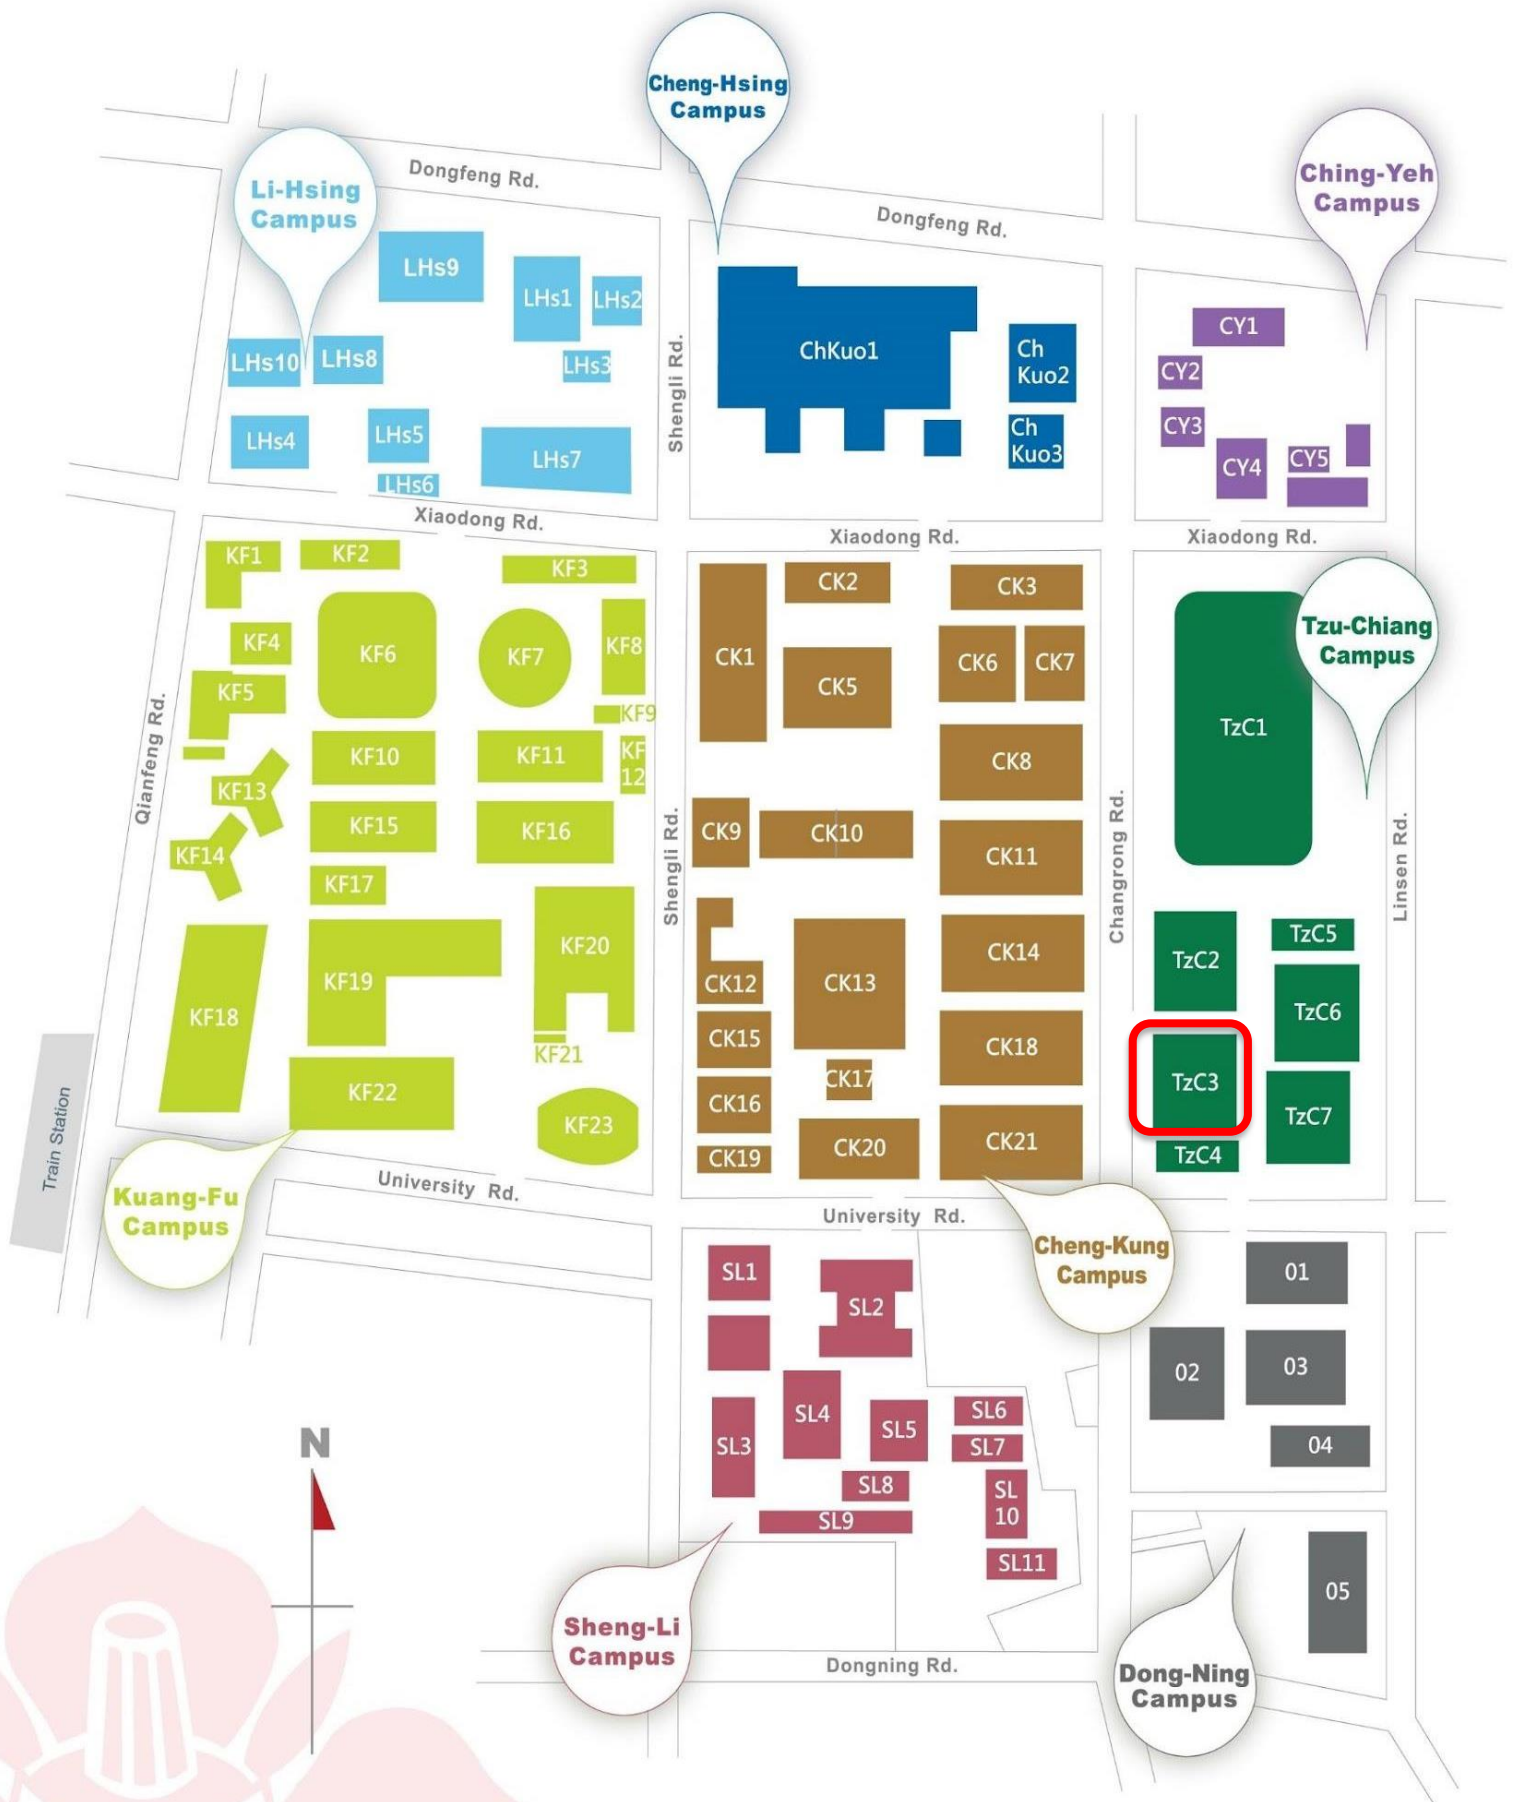 Cheng-Hsing
Campus
Ching-Yeh
Campus
Li-Hsing
Campus
Dongfeng Rd.
Dongfeng Rd.
LHs9
LHs1
LHs2
LHs10
LHs8
LHs3
LHs4
LHs5
LHs6
LHs7
Shengli Rd.
ChKuo1
Ch
Kuo2
Ch
Kuo3
CY1
CY2
CY3
CY4
CY5
Xiaodong Rd.
Xiaodong Rd.
Xiaodong Rd.
KF1
KF2
KF3
KF4
KF5
KF6
KF7
KF8
KF9
KF10
KF11
KF
12
KF13
KF14
KF15
KF16
KF17
KF18
KF19
KF20
KF21
KF22
KF23
Qianfeng Rd.
Train Station
Kuang-Fu
Campus
University Rd.
Shengli Rd.
CK1
CK2
CK3
CK5
CK6
CK7
CK8
CK9
CK10
CK11
CK12
CK13
CK14
CK15
CK16
CK17
CK18
CK19
CK20
CK21
Changrong Rd.
Tzu-Chiang
Campus
TzC1
TzC2
TzC5
TzC6
TzC3
TzC7
TzC4
Linsen Rd.
University Rd.
Cheng-Kung
Campus
SL1
SL2
SL3
SL4
SL5
SL6
SL7
SL8
SL9
SL
10
SL11
01
02
03
04
05
N
Sheng-Li
Campus
Dongning Rd.
Dong-Ning
Campus